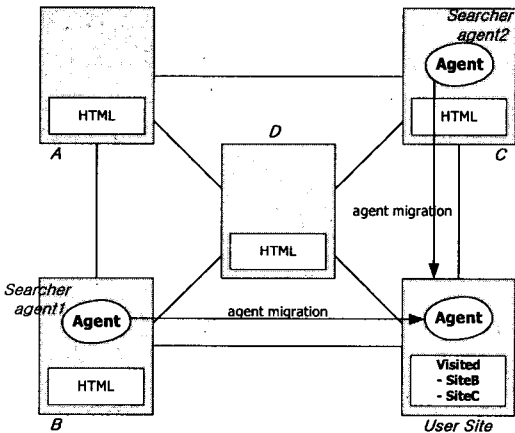 Searcher
agent2
Agent
HTML
HTML
A
D
C
agent migration
HTML
Searcher
agent1
Agent
agent migration
Agent
Visited
- SiteB
- SiteC
HTML
B
User Site